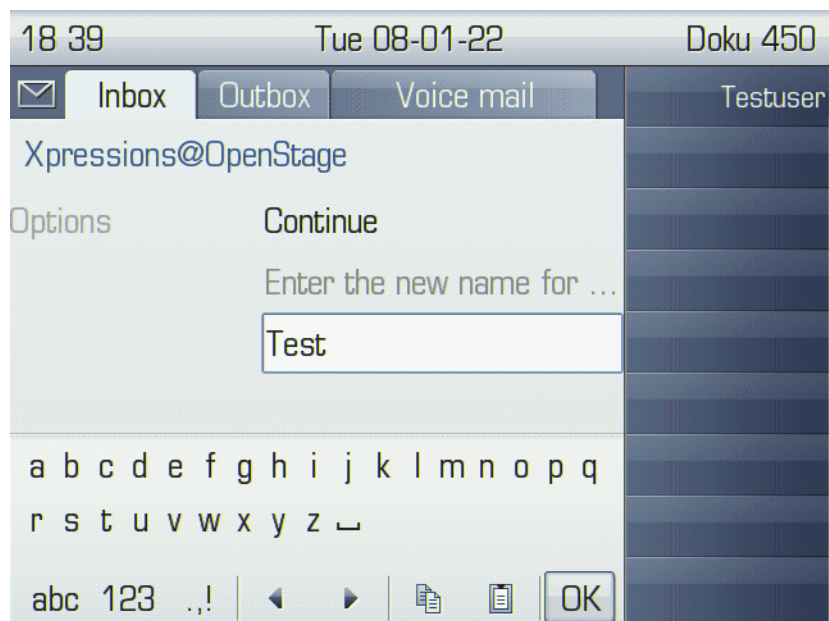 18 39 Tue 08-01-22 Doku 450
Inbox Outbox Voice mail Testuser
Xpressions@OpenStage
Options Continue
Enter the new name for ...
Test
a b c d e f g h i j k l m n o p q
r s t u v w x y z ⎵
abc 123 .,! OK